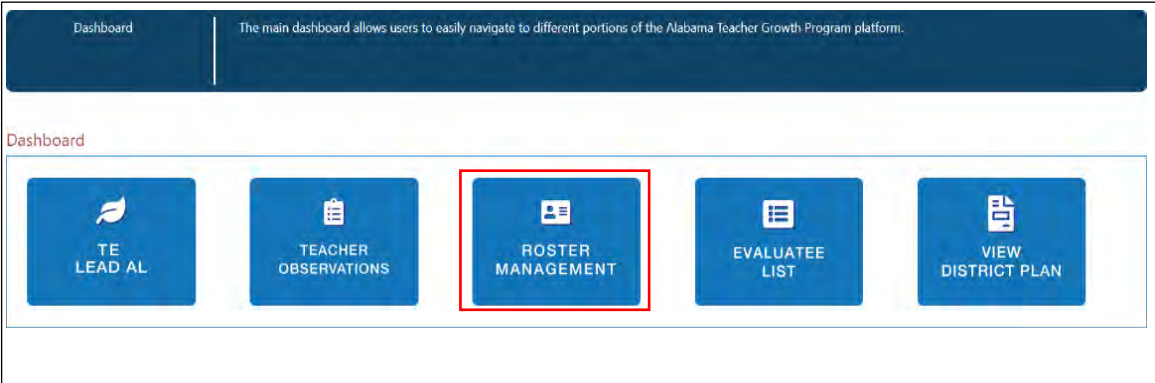 Dashboard
The main dashboard allows users to easily navigate to different portions of the Alabama Teacher Growth Program platform.
Dashboard
TE
LEAD AL
TEACHER
OBSERVATIONS
ROSTER
MANAGEMENT
EVALUATEE
LIST
VIEW
DISTRICT PLAN